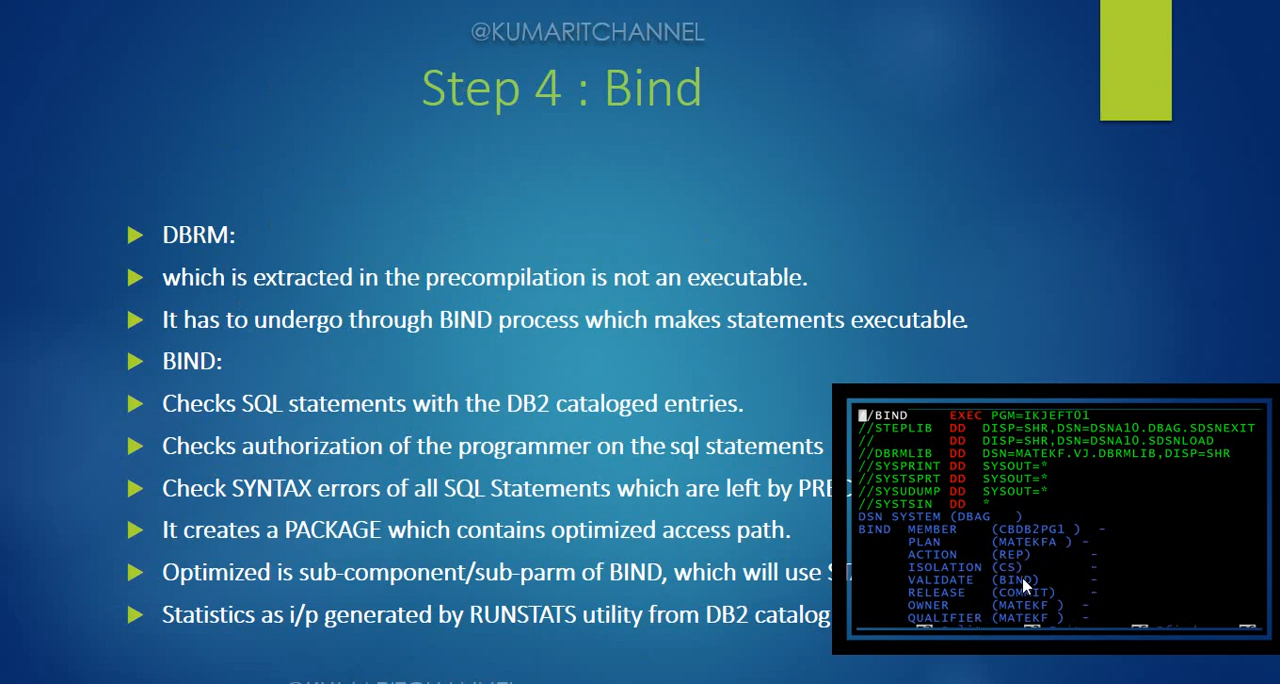 @KUMARITCHANNEL
Step 4 : Bind
DBRM:
which is extracted in the precompilation is not an executable.
It has to undergo through BIND process which makes statements executable.
BIND:
Checks SQL statements with the DB2 cataloged entries.
Checks authorization of the programmer on the sql statements
Check SYNTAX errors of all SQL Statements which are left by
It creates a PACKAGE which contains optimized access path.
Optimized is sub-component/sub-parm of BIND, which will use
Statistics as i/p generated by RUNSTATS utility from DB2 catalog
/BIND EXEC PGM=IKJEFT01
//STEPLIB DD DISP=SHR,DSN=DSNA10.DBAG.SDSNEXIT
// DD DISP=SHR,DSN=DSNA10.SDSNLOAD
//DBRMLIB DD DSN=MATEKF.VJ.DBRMLIB,DISP=SHR
//SYSPRINT DD SYSOUT=*
//SYSTSPRT DD SYSOUT=*
//SYSUDUMP DD SYSOUT=*
//SYSTSIN DD *
DSN SYSTEM (DBAG )
BIND MEMBER (CBDB2PG1 ) -
PLAN (MATEKFA ) -
ACTION (REP) -
ISOLATION (CS) -
VALIDATE (BIND) -
RELEASE (COMMIT) -
OWNER (MATEKF ) -
QUALIFIER (MATEKF ) -